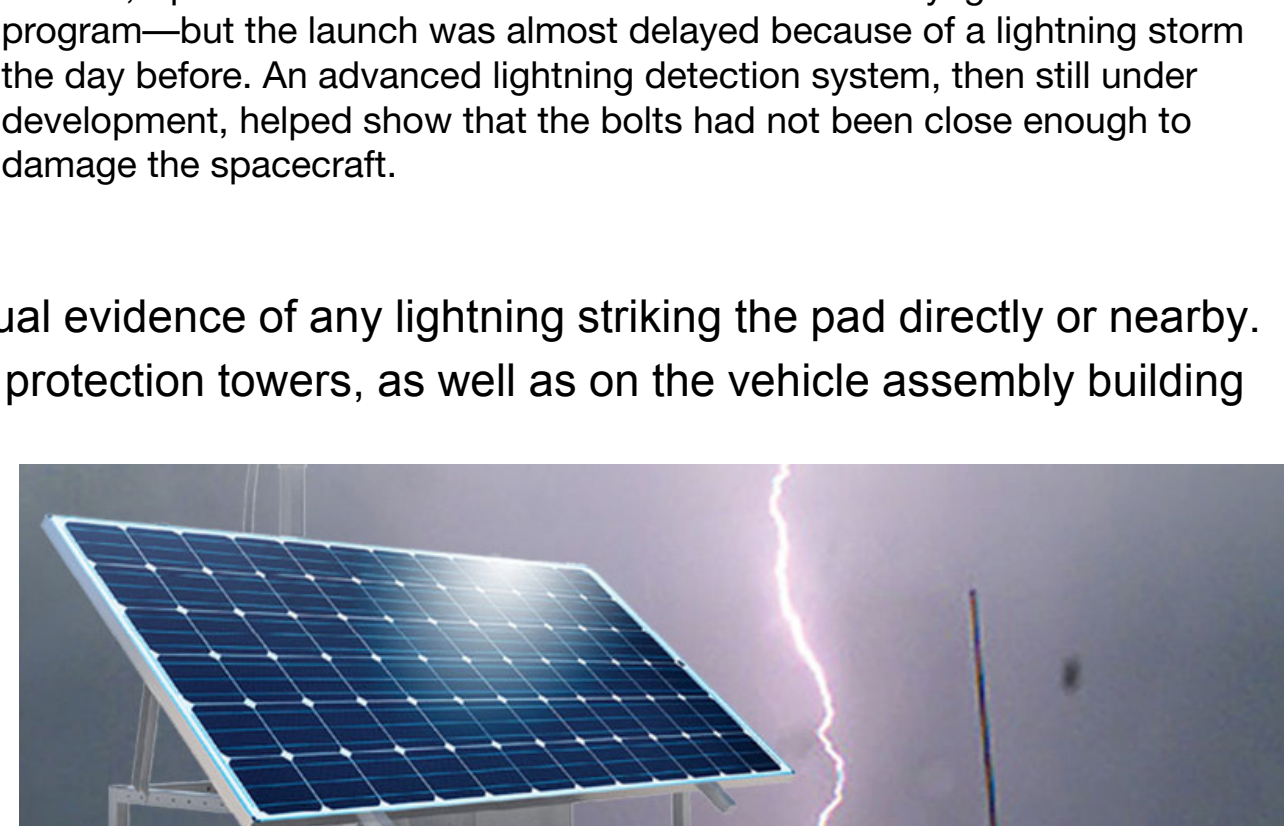 program—but the launch was almost delayed because of a lightning storm
the day before. An advanced lightning detection system, then still under
development, helped show that the bolts had not been close enough to
damage the spacecraft.
evidence of any lightning striking the pad directly or nearby.
protection towers, as well as on the vehicle assembly building